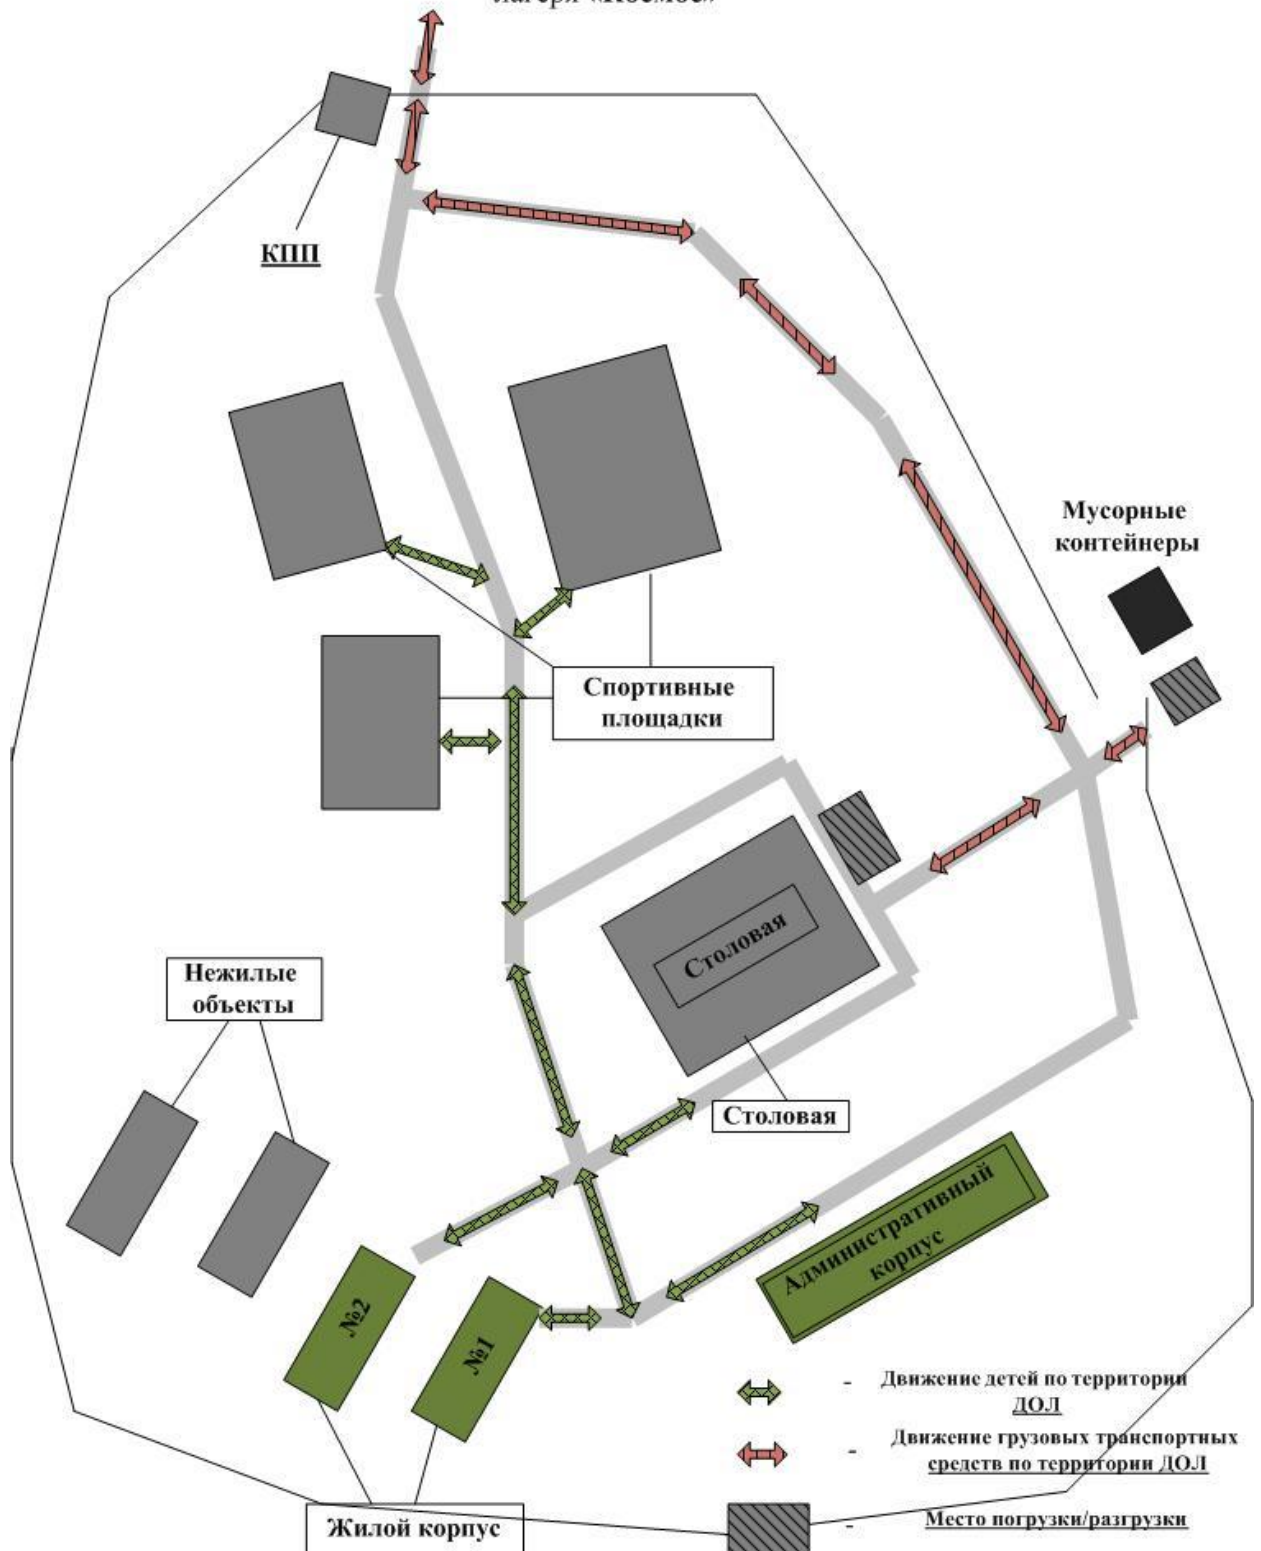 лагеря «Космос»
КПП
Мусорные
контейнеры
Спортивные
площадки
Столовая
Нежилые
объекты
Столовая
Административный
корпус
№2
№1
- Движение детей по территории
ДОЛ
- Движение грузовых транспортных
средств по территории ДОЛ
- Место погрузки/разгрузки
Жилой корпус